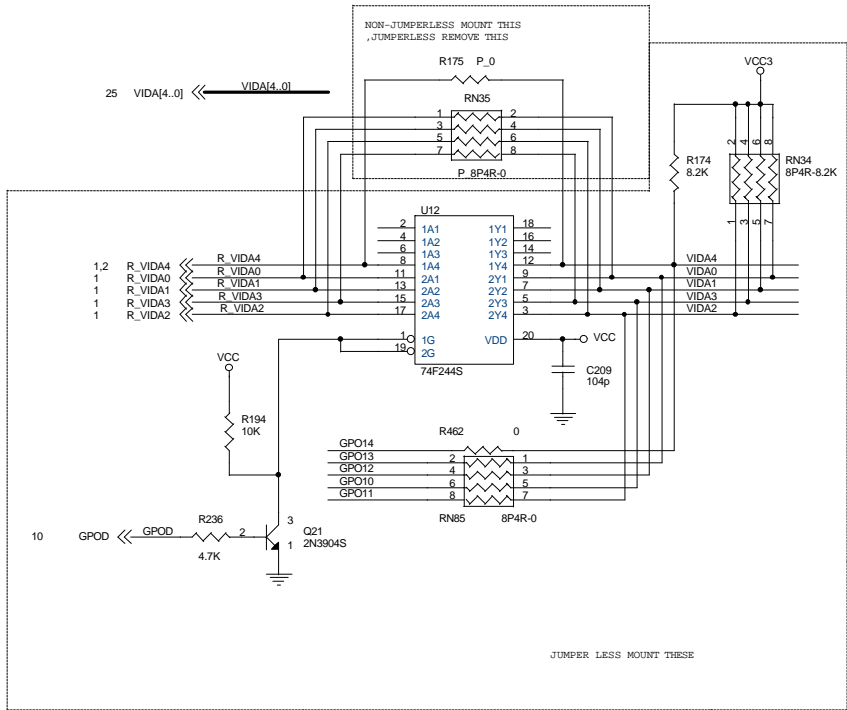 NON-JUMPERLESS MOUNT THIS
,JUMPERLESS REMOVE THIS
R175 P_0
VCC3
25 VIDA[4..0] VIDA[4..0]
RN35
1 2
3 4
5 6
7 8
P_8P4R-0
2 4 6 8
R174
8.2K
RN34
8P4R-8.2K
1 3 5 7
U12
2 1A1 1Y1 18
4 1A2 1Y2 16
6 1A3 1Y3 14
1,2 R_VIDA4 R_VIDA4 8 1A4 1Y4 12 VIDA4
1 R_VIDA0 R_VIDA0 11 2A1 2Y1 9 VIDA0
1 R_VIDA1 R_VIDA1 13 2A2 2Y2 7 VIDA1
1 R_VIDA3 R_VIDA3 15 2A3 2Y3 5 VIDA3
1 R_VIDA2 R_VIDA2 17 2A4 2Y4 3 VIDA2
1 1G VDD 20 VCC
19 2G
74F244S
C209
104p
VCC
R194
10K
R462 0
GPO14
GPO13 2 1
GPO12 4 3
GPO10 6 5
GPO11 8 7
RN85 8P4R-0
10 GPOD GPOD R236 2 3 Q21
4.7K 1 2N3904S
JUMPER LESS MOUNT THESE